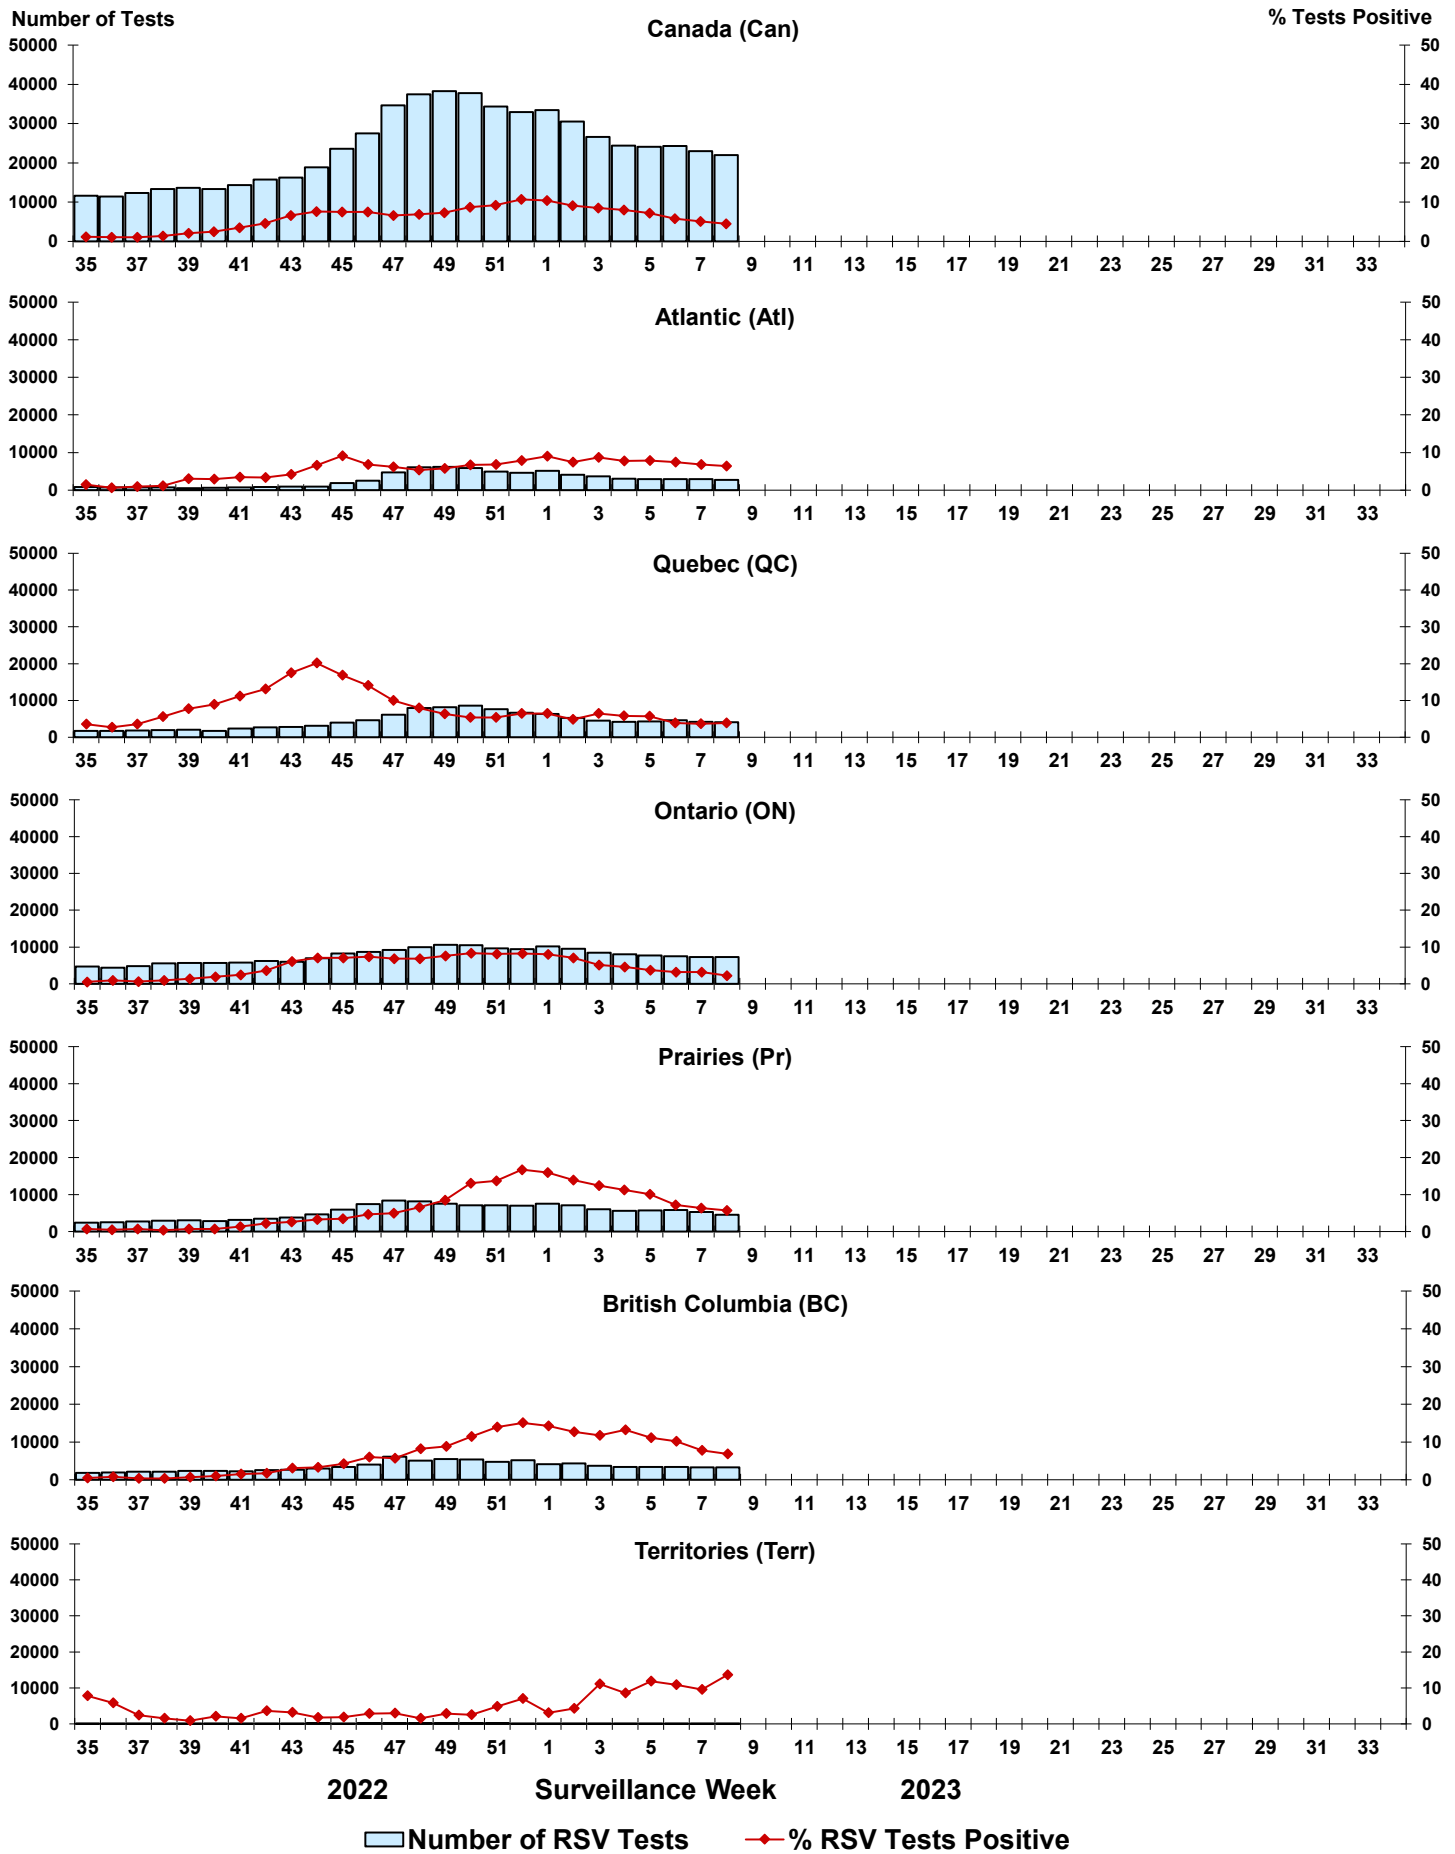 Number of Tests Canada (Can) % Tests Positive
50000 50
40000 40
30000 30
20000 20
10000 10
0 0
35 37 39 41 43 45 47 49 51 1 3 5 7 9 11 13 15 17 19 21 23 25 27 29 31 33
Atlantic (Atl)
50000 50
40000 40
30000 30
20000 20
10000 10
0 0
35 37 39 41 43 45 47 49 51 1 3 5 7 9 11 13 15 17 19 21 23 25 27 29 31 33
Quebec (QC)
50000 50
40000 40
30000 30
20000 20
10000 10
0 0
35 37 39 41 43 45 47 49 51 1 3 5 7 9 11 13 15 17 19 21 23 25 27 29 31 33
Ontario (ON)
50000 50
40000 40
30000 30
20000 20
10000 10
0 0
35 37 39 41 43 45 47 49 51 1 3 5 7 9 11 13 15 17 19 21 23 25 27 29 31 33
Prairies (Pr)
50000 50
40000 40
30000 30
20000 20
10000 10
0 0
35 37 39 41 43 45 47 49 51 1 3 5 7 9 11 13 15 17 19 21 23 25 27 29 31 33
British Columbia (BC)
50000 50
40000 40
30000 30
20000 20
10000 10
0 0
35 37 39 41 43 45 47 49 51 1 3 5 7 9 11 13 15 17 19 21 23 25 27 29 31 33
Territories (Terr)
50000 50
40000 40
30000 30
20000 20
10000 10
0 0
35 37 39 41 43 45 47 49 51 1 3 5 7 9 11 13 15 17 19 21 23 25 27 29 31 33
2022 Surveillance Week 2023
Number of RSV Tests % RSV Tests Positive